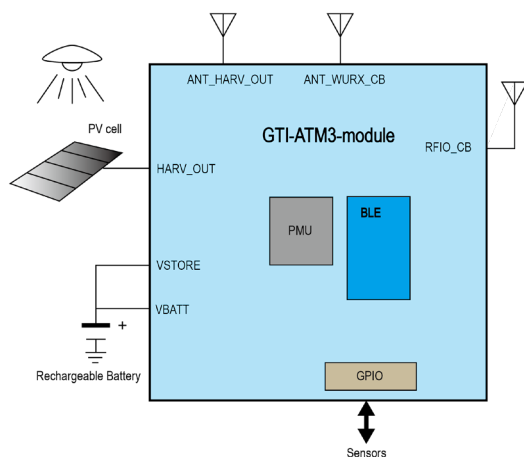 ANT_HARV_OUT
ANT_WURX_CB
PV cell
GTI-ATM3-module
RFIO_CB
HARV_OUT
BLE
PMU
VSTORE
VBATT
+
Rechargeable Battery
GPIO
Sensors